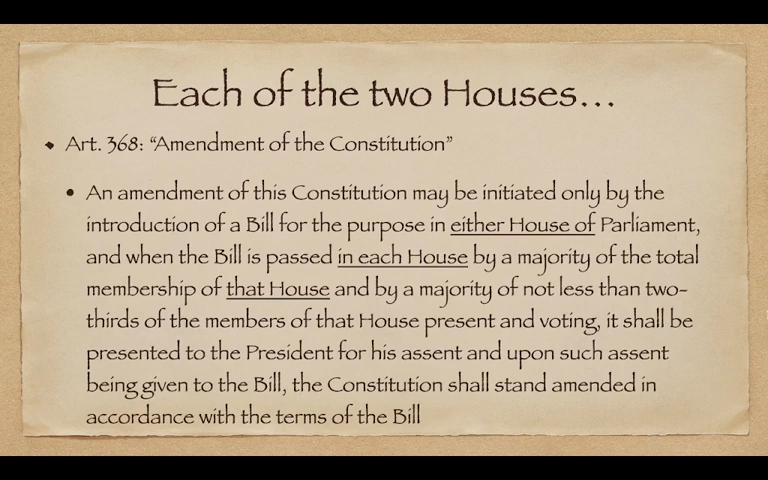 Each of the two Houses...
Art. 368: “Amendment of the Constitution”
An amendment of this Constitution may be initiated only by the
introduction of a Bill for the purpose in either House of Parliament,
and when the Bill is passed in each House by a majority of the total
membership of that House and by a majority of not less than two-
thirds of the members of that House present and voting, it shall be
presented to the President for his assent and upon such assent
being given to the Bill, the Constitution shall stand amended in
accordance with the terms of the Bill